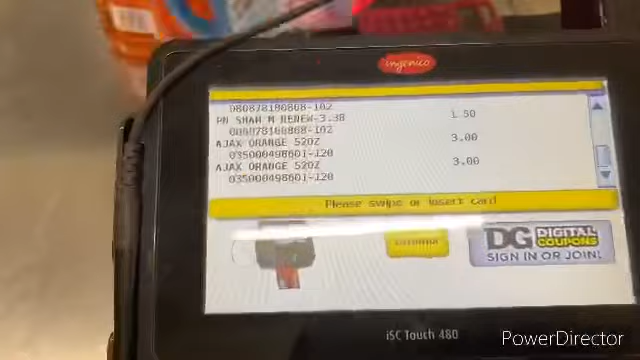 ingenico
080878180868-102
PN SHAM M RENEW-3.38 1.50
080878180868-102
AJAX ORANGE 52OZ 3.00
035000498601-120
AJAX ORANGE 52OZ 3.00
035000498601-120
Please swipe or insert card
DG DIGITAL COUPONS
SIGN IN OR JOIN!
iSC Touch 480
PowerDirector